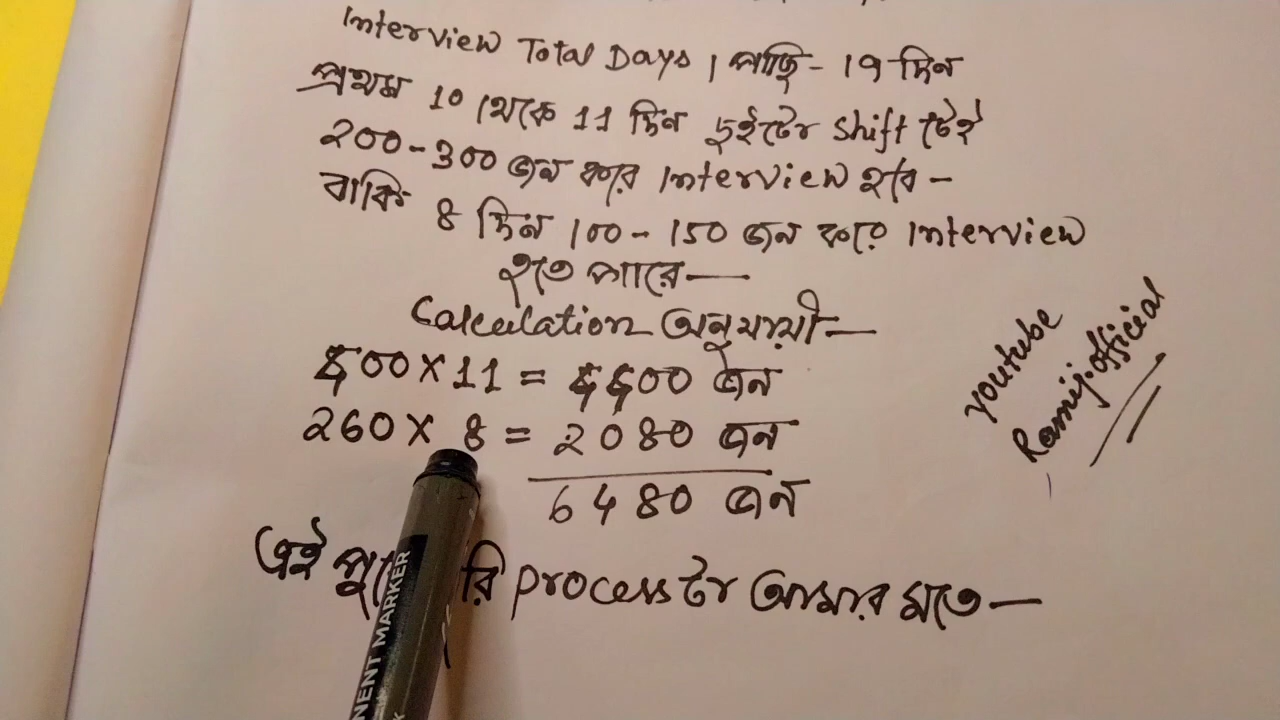 Interview Total Days । পাচ্ছি - 19 দিন
প্রথম 10 থেকে 11 দিন দুইটো shift টেই
200-300 জন করে Interview হবে -
বাকি 8 দিন 100-150 জন করে Interview
হতে পারে—
Calculation অনুযায়ী—
400 X 11 = 4400 জন
260 X 8 = 2080 জন
6480 জন
এই process টা আমার মতে—
youtube
Ramij.official
NENT MARKER